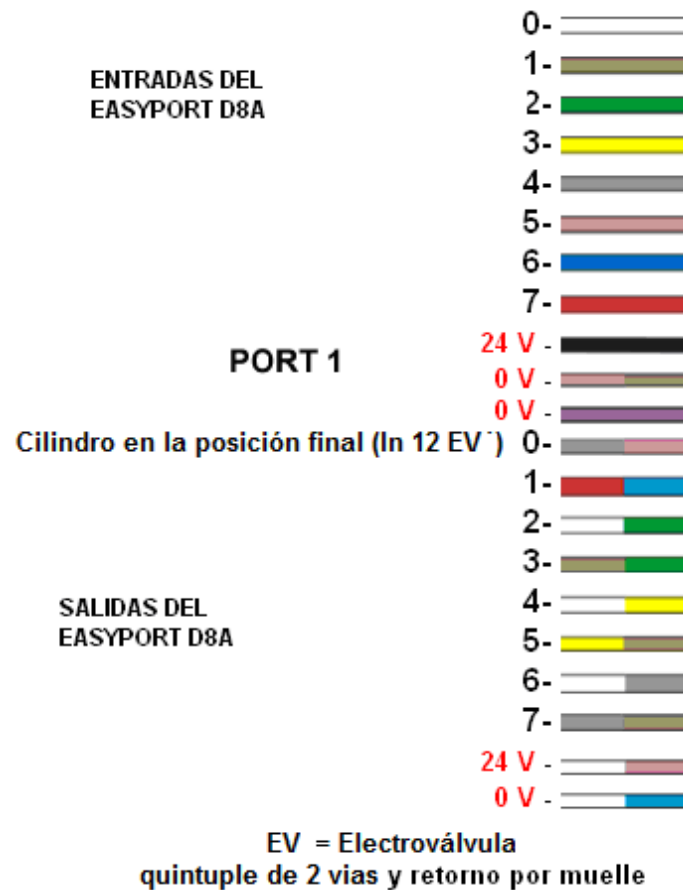 0-
ENTRADAS DEL
EASYPORT D8A
1-
2-
3-
4-
5-
6-
7-
PORT 1
24 V -
0 V -
0 V -
Cilindro en la posición final (In 12 EV ˙) 0-
1-
2-
3-
SALIDAS DEL
EASYPORT D8A
4-
5-
6-
7-
24 V -
0 V -
EV = Electroválvula
quintuple de 2 vias y retorno por muelle